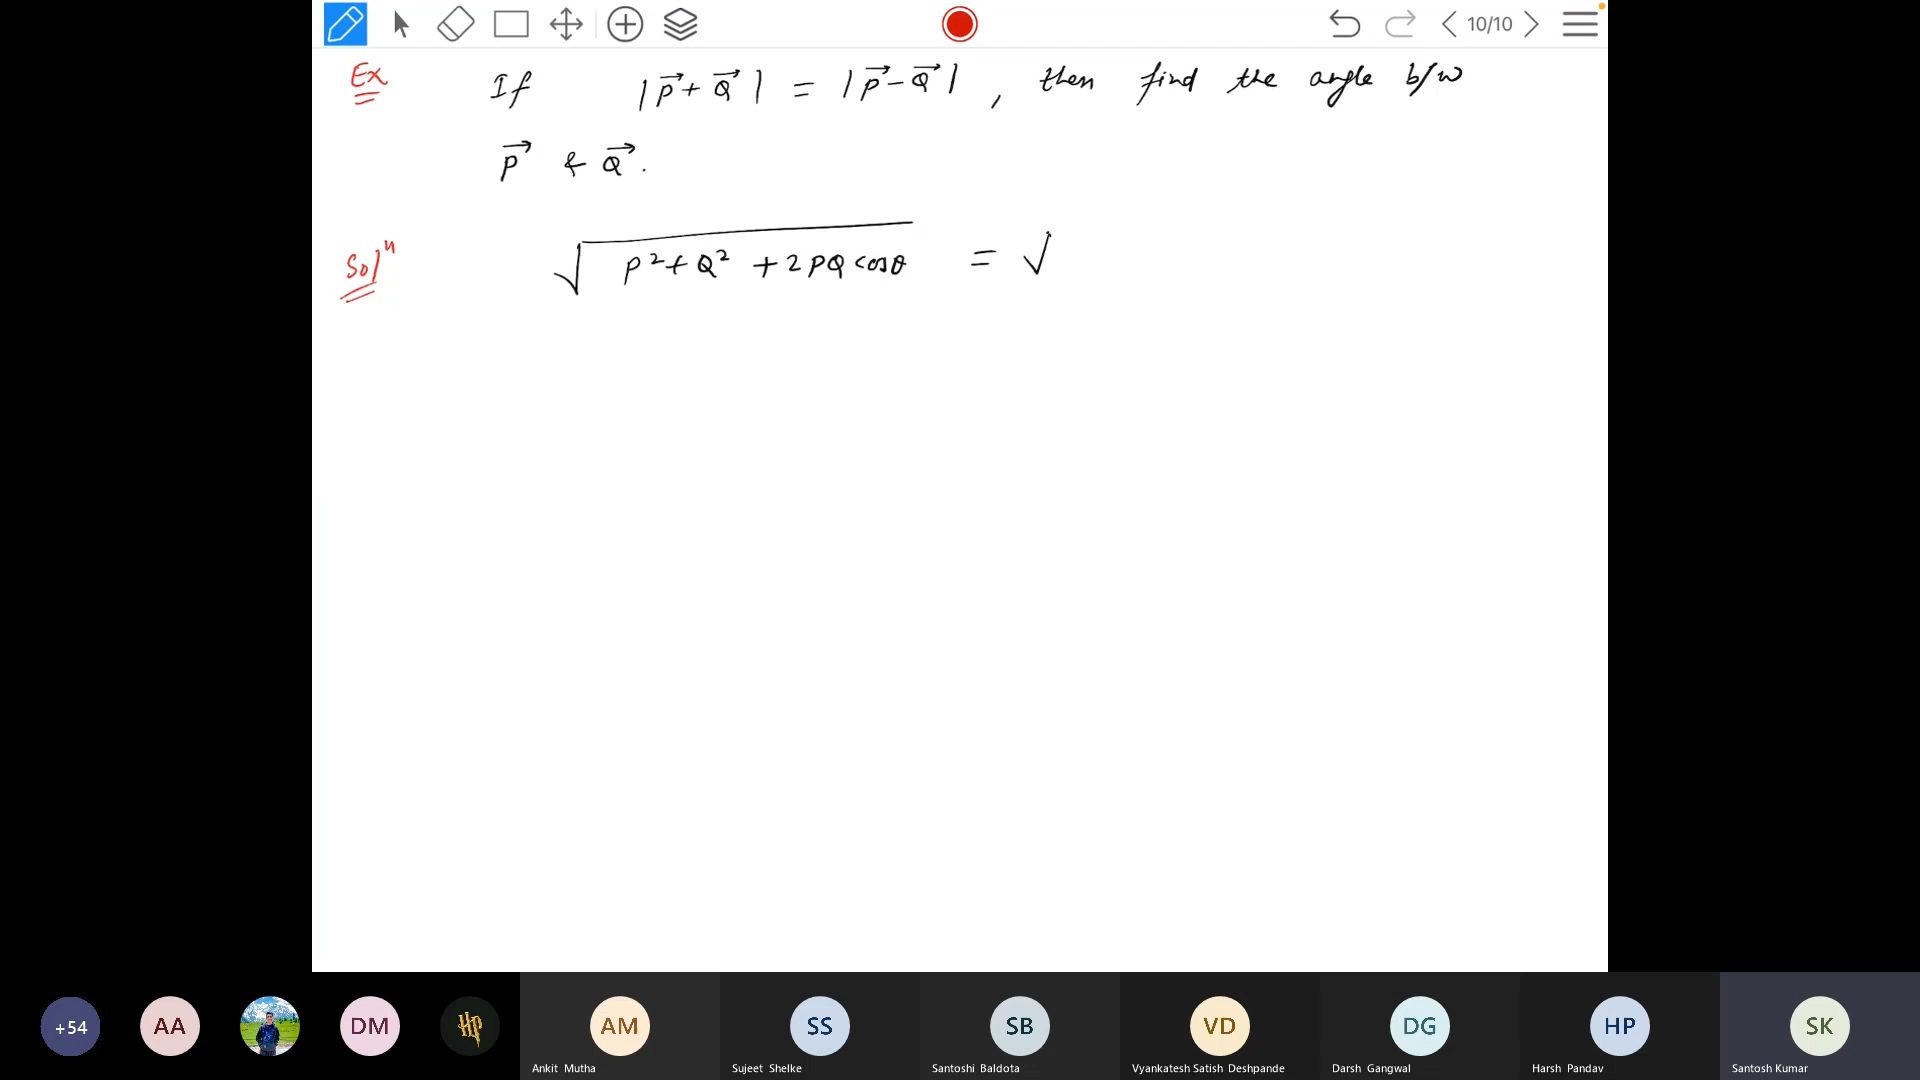 10/10
Ex If |P⃗+Q⃗| = |P⃗-Q⃗|, then find the angle b/w
P⃗ & Q⃗.
Solⁿ √(P²+Q² +2PQ cosθ) = √
+54 AA DM HP AM SS SB VD DG HP SK
Ankit Mutha Sujeet Shelke Santoshi Baldota Vyankatesh Satish Deshpande Darsh Gangwal Harsh Pandav Santosh Kumar